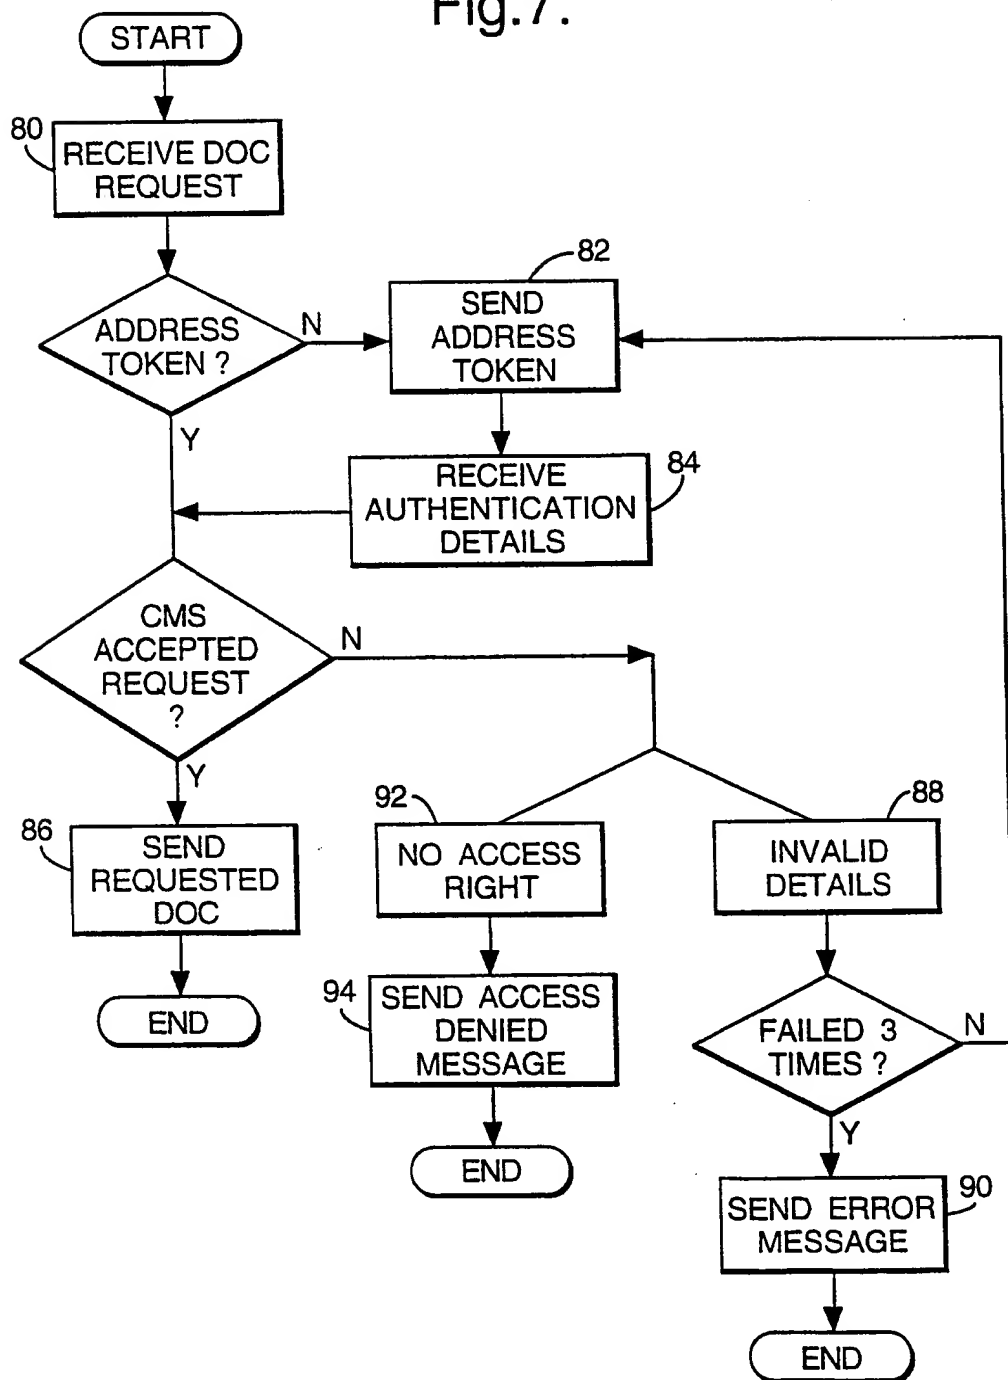 Fig.7.
START
80
RECEIVE DOC
REQUEST
ADDRESS
TOKEN ?
N
Y
82
SEND
ADDRESS
TOKEN
84
RECEIVE
AUTHENTICATION
DETAILS
CMS
ACCEPTED
REQUEST
?
N
Y
86
SEND
REQUESTED
DOC
END
92
NO ACCESS
RIGHT
94
SEND ACCESS
DENIED
MESSAGE
END
88
INVALID
DETAILS
FAILED 3
TIMES ?
N
Y
90
SEND ERROR
MESSAGE
END